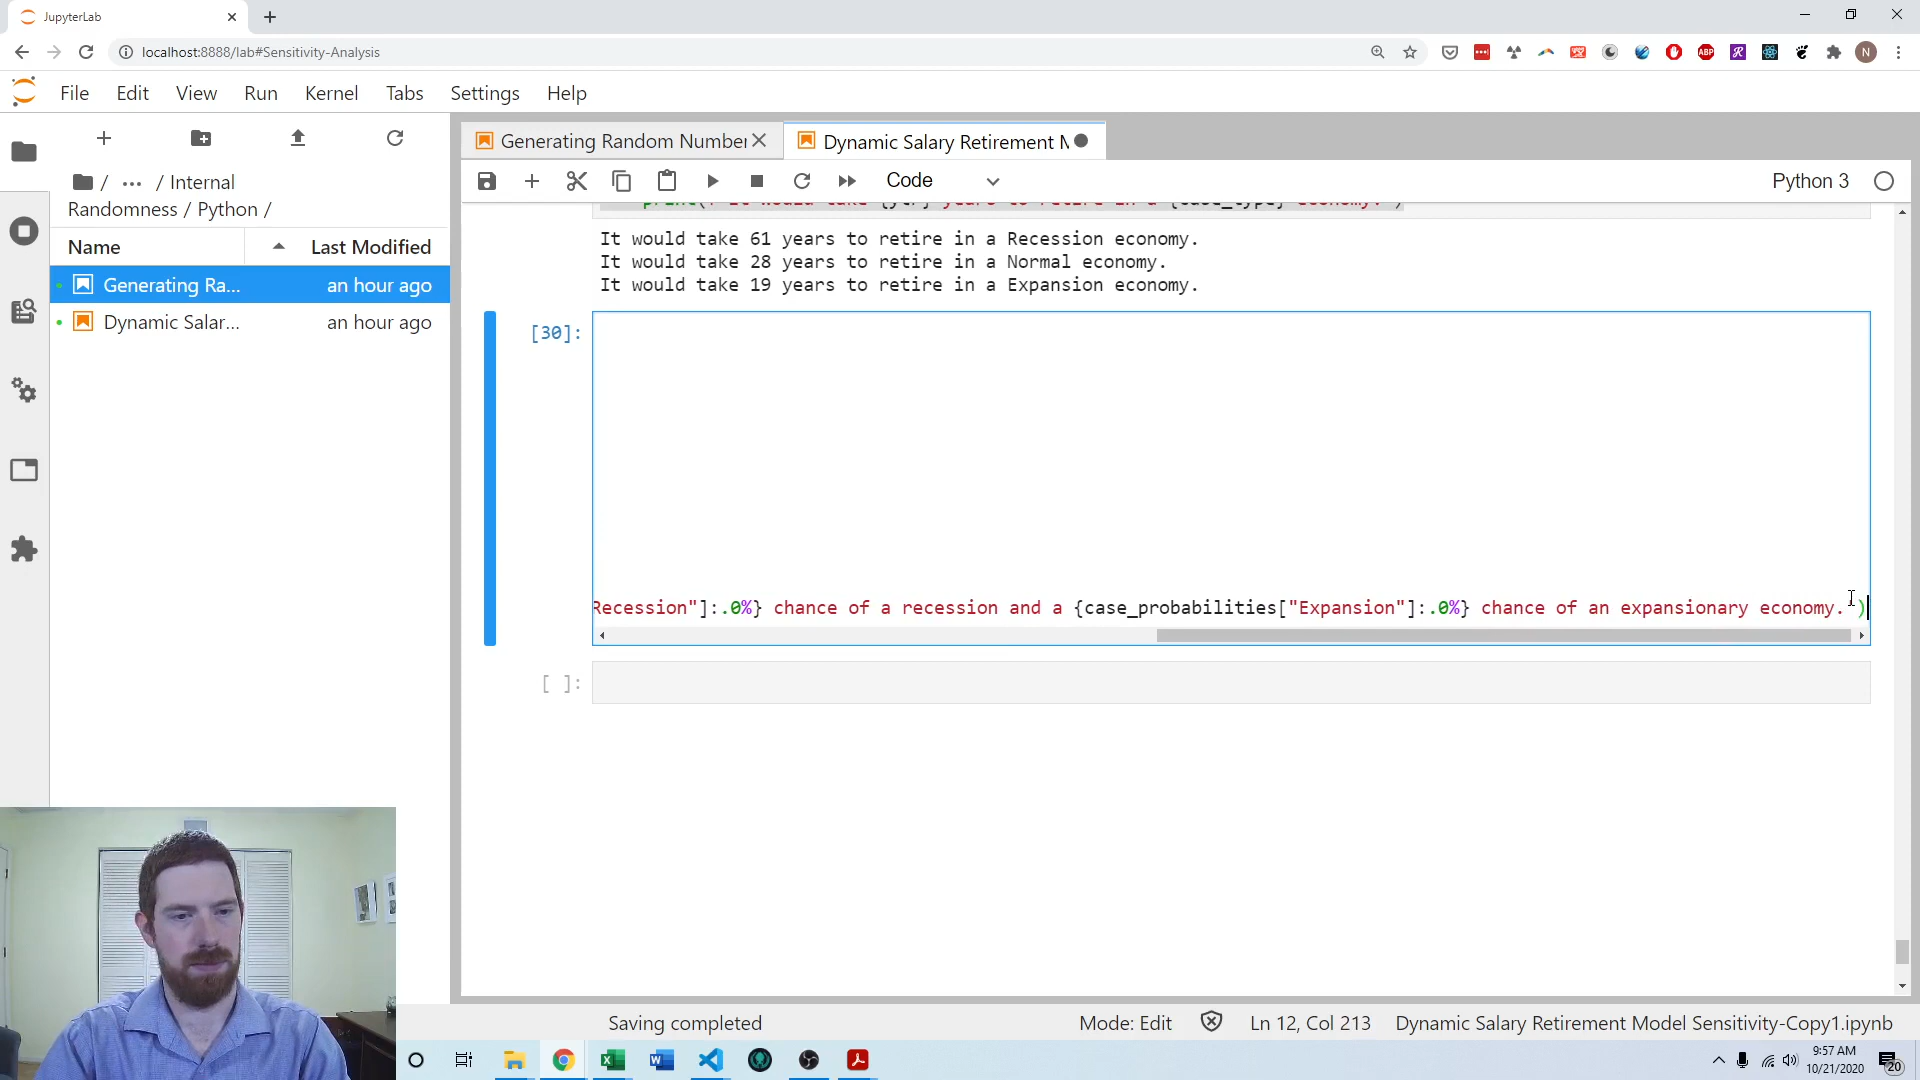 JupyterLab
localhost:8888/lab#Sensitivity-Analysis
N
File Edit View Run Kernel Tabs Settings Help
Generating Random Number
Dynamic Salary Retirement M
/ ... / Internal
Randomness / Python /
Code
Python 3
Name
Last Modified
Generating Ra... an hour ago
Dynamic Salar... an hour ago
It would take 61 years to retire in a Recession economy.
It would take 28 years to retire in a Normal economy.
It would take 19 years to retire in a Expansion economy.
[30]:
Recession"]:.0%} chance of a recession and a {case_probabilities["Expansion"]:.0%} chance of an expansionary economy.')
[ ]:
Saving completed
Mode: Edit
Ln 12, Col 213
Dynamic Salary Retirement Model Sensitivity-Copy1.ipynb
9:57 AM
10/21/2020
20